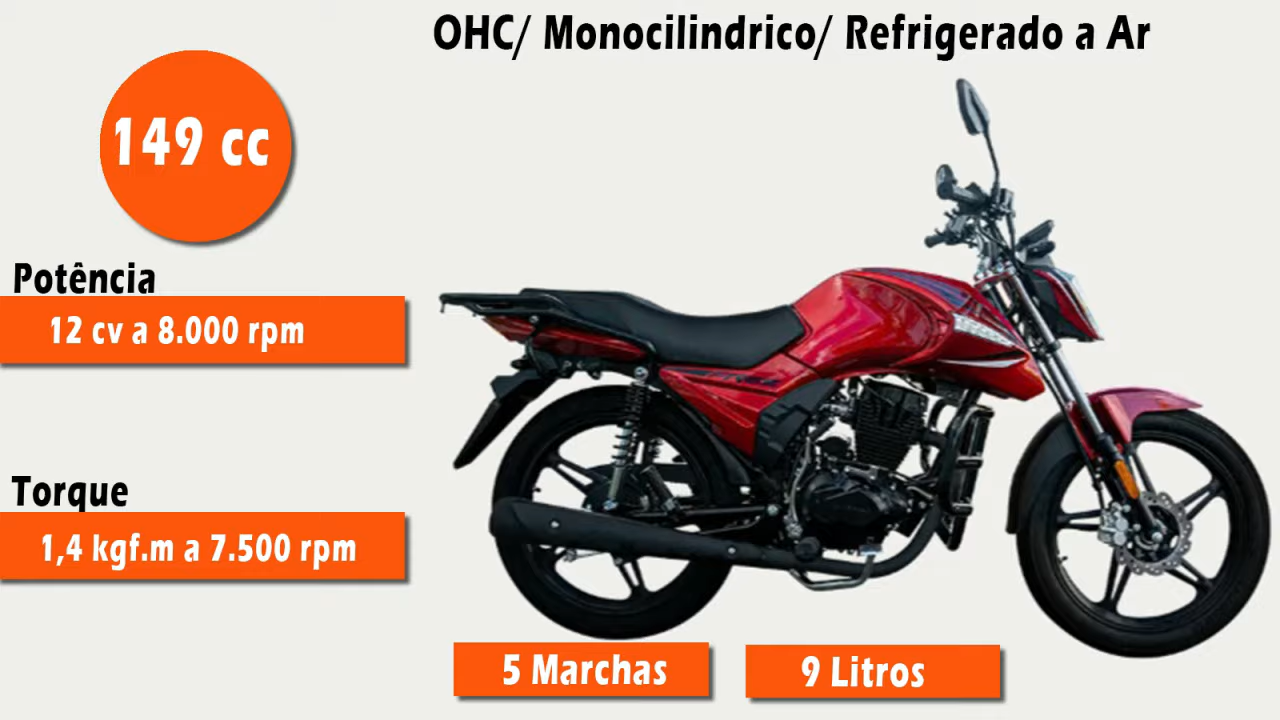 OHC/ Monocilindrico/ Refrigerado a Ar
149 cc
Potência
12 cv a 8.000 rpm
Torque
1,4 kgf.m a 7.500 rpm
5 Marchas
9 Litros